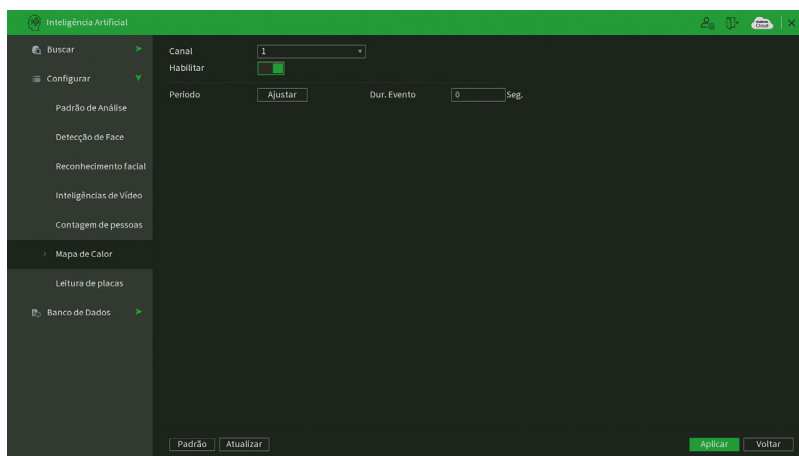 Inteligência Artificial
Cloud
Buscar
Configurar
Padrão de Análise
Detecção de Face
Reconhecimento facial
Inteligências de Vídeo
Contagem de pessoas
Mapa de Calor
Leitura de placas
Banco de Dados
Canal 1
Habilitar
Período Ajustar Dur. Evento 0 Seg.
Padrão Atualizar Aplicar Voltar